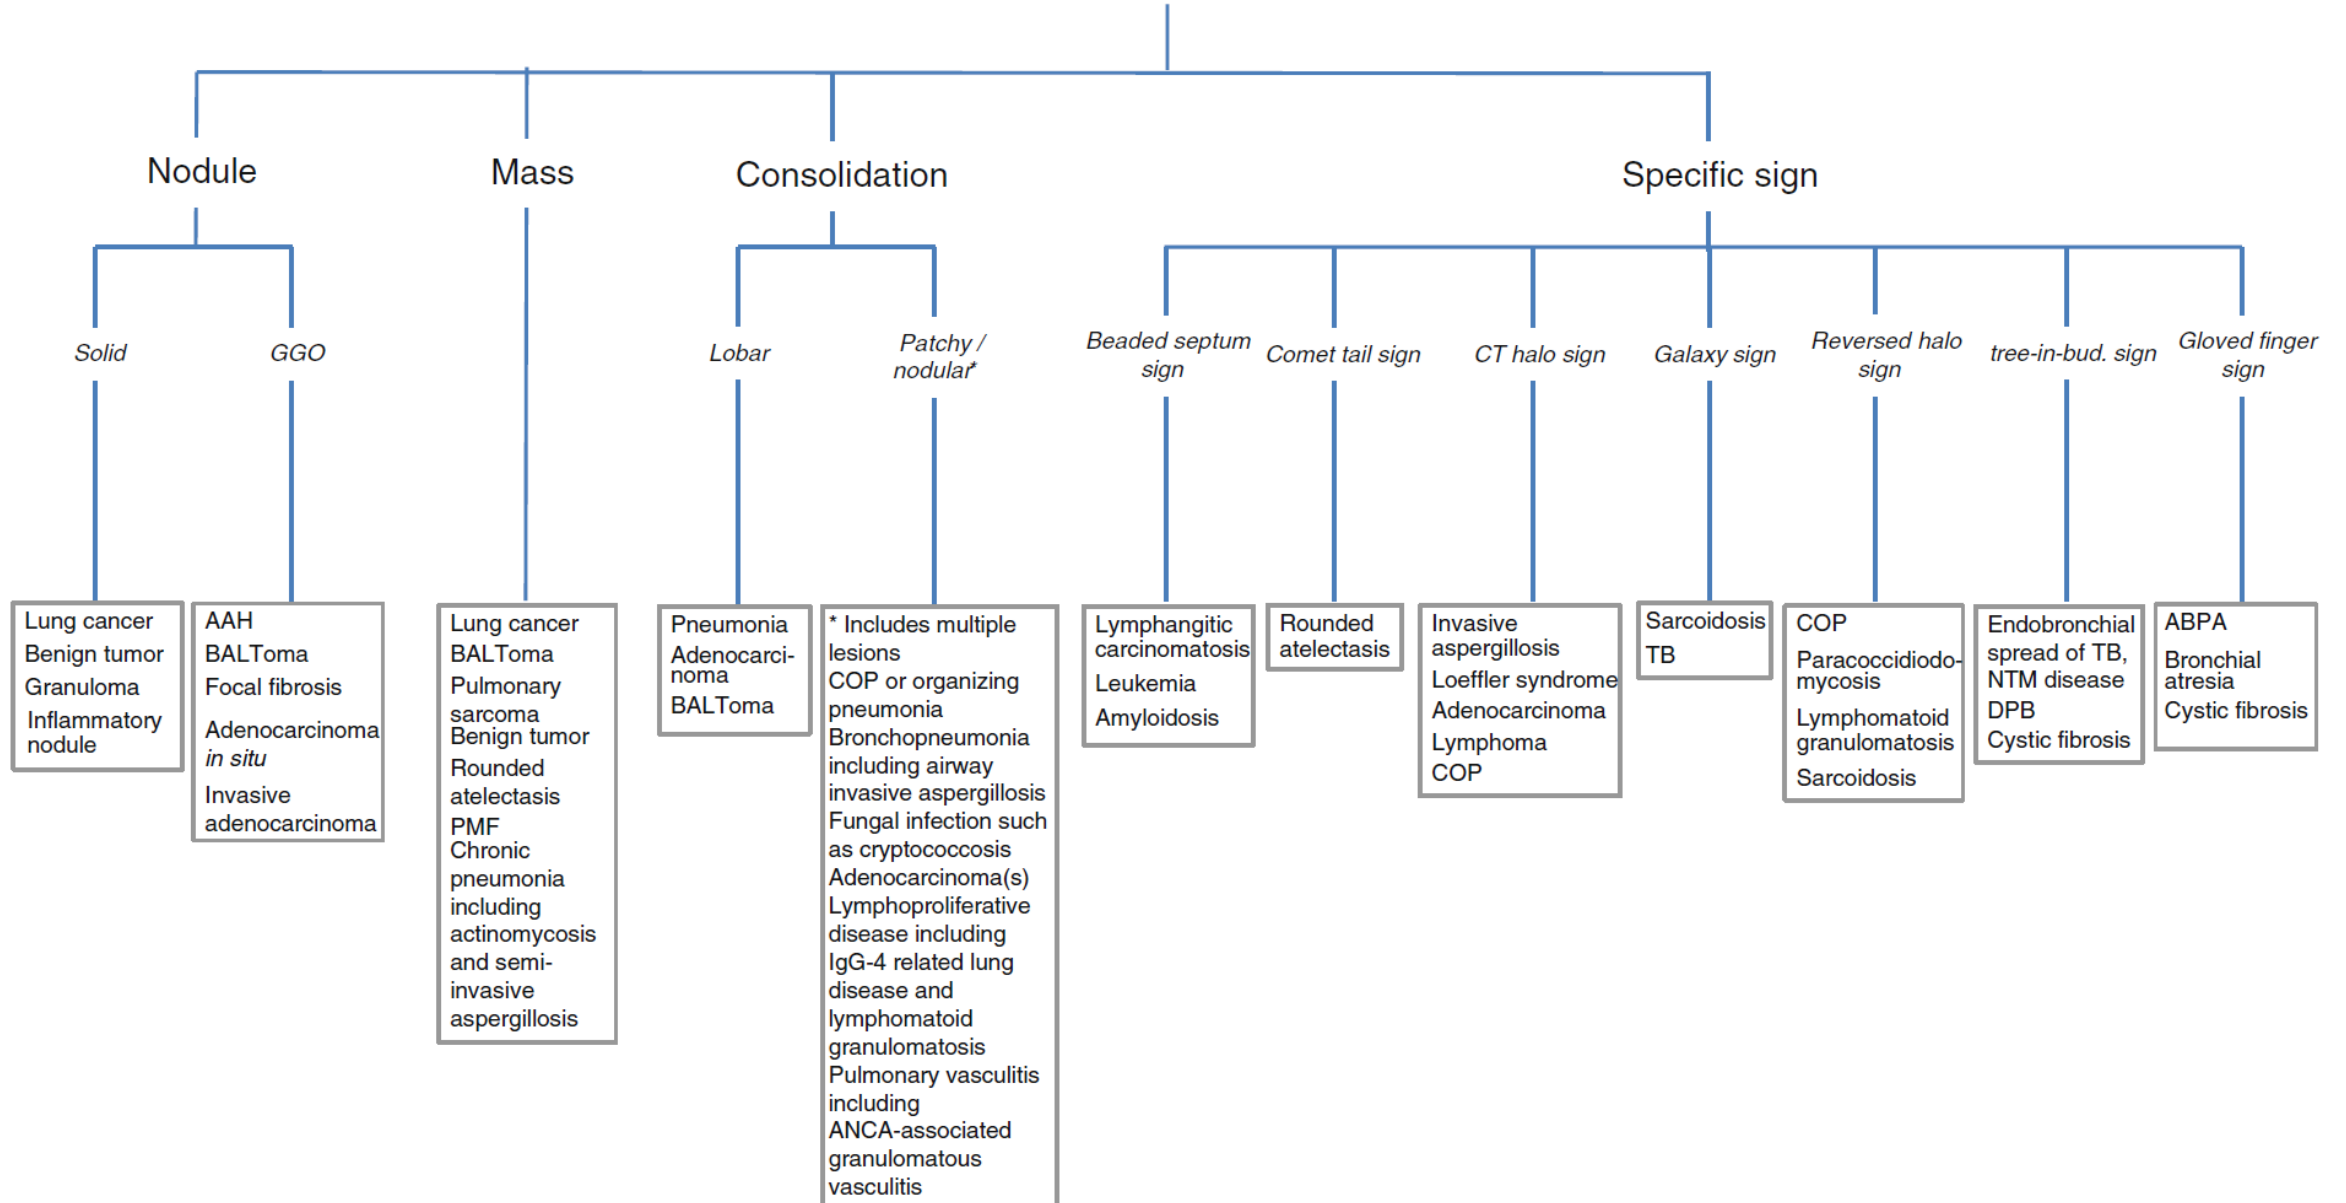 Nodule
Mass
Consolidation
Specific sign
Solid
GGO
Lobar
Patchy /
nodular*
Beaded septum
sign
Comet tail sign
CT halo sign
Galaxy sign
Reversed halo
sign
tree-in-bud. sign
Gloved finger
sign
Lung cancer
Benign tumor
Granuloma
Inflammatory
nodule
AAH
BALToma
Focal fibrosis
Adenocarcinoma
in situ
Invasive
adenocarcinoma
Lung cancer
BALToma
Pulmonary
sarcoma
Benign tumor
Rounded
atelectasis
PMF
Chronic
pneumonia
including
actinomycosis
and semi-
invasive
aspergillosis
Pneumonia
Adenocarci-
noma
BALToma
* Includes multiple
lesions
COP or organizing
pneumonia
Bronchopneumonia
including airway
invasive aspergillosis
Fungal infection such
as cryptococcosis
Adenocarcinoma(s)
Lymphoproliferative
disease including
IgG-4 related lung
disease and
lymphomatoid
granulomatosis
Pulmonary vasculitis
including
ANCA-associated
granulomatous
vasculitis
Lymphangitic
carcinomatosis
Leukemia
Amyloidosis
Rounded
atelectasis
Invasive
aspergillosis
Loeffler syndrome
Adenocarcinoma
Lymphoma
COP
Sarcoidosis
TB
COP
Paracoccidiodo-
mycosis
Lymphomatoid
granulomatosis
Sarcoidosis
Endobronchial
spread of TB,
NTM disease
DPB
Cystic fibrosis
ABPA
Bronchial
atresia
Cystic fibrosis